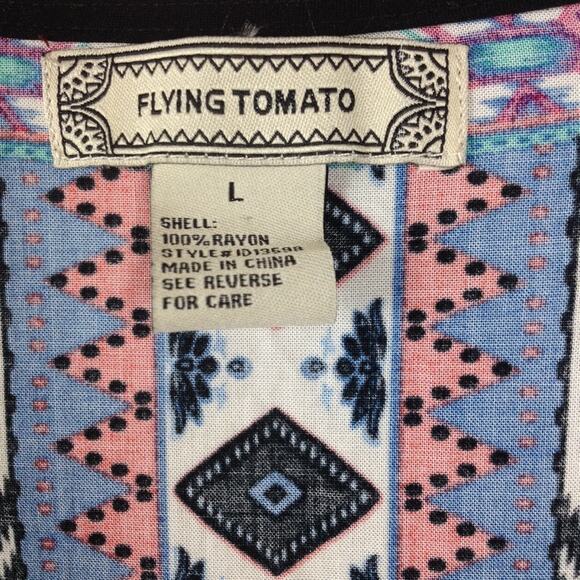 FLYING TOMATO
L
SHELL:
100% RAYON
STYLE#
MADE IN CHINA
SEE REVERSE
FOR CARE